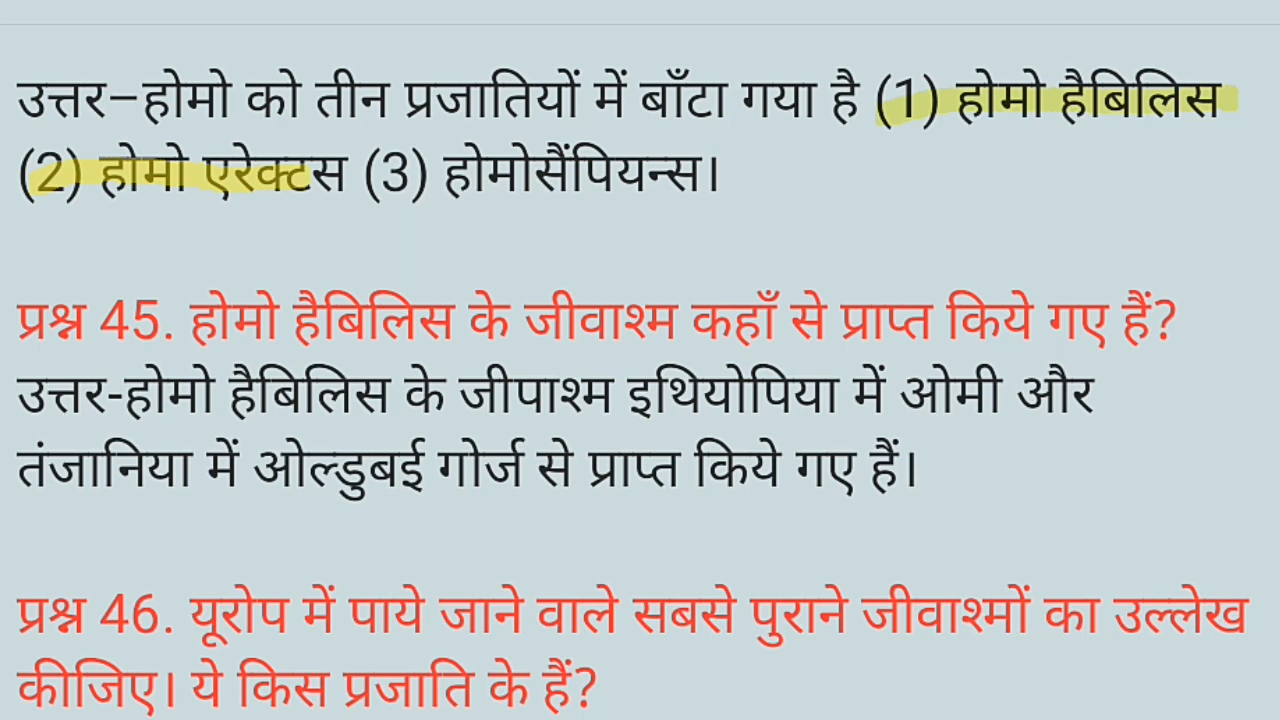 उत्तर–होमो को तीन प्रजातियों में बाँटा गया है (1) होमो हैबिलिस
(2) होमो एरेक्टस (3) होमोसैंपियन्स।
प्रश्न 45. होमो हैबिलिस के जीवाश्म कहाँ से प्राप्त किये गए हैं?
उत्तर-होमो हैबिलिस के जीपाश्म इथियोपिया में ओमी और
तंजानिया में ओल्डुबई गोर्ज से प्राप्त किये गए हैं।
प्रश्न 46. यूरोप में पाये जाने वाले सबसे पुराने जीवाश्मों का उल्लेख
कीजिए। ये किस प्रजाति के हैं?